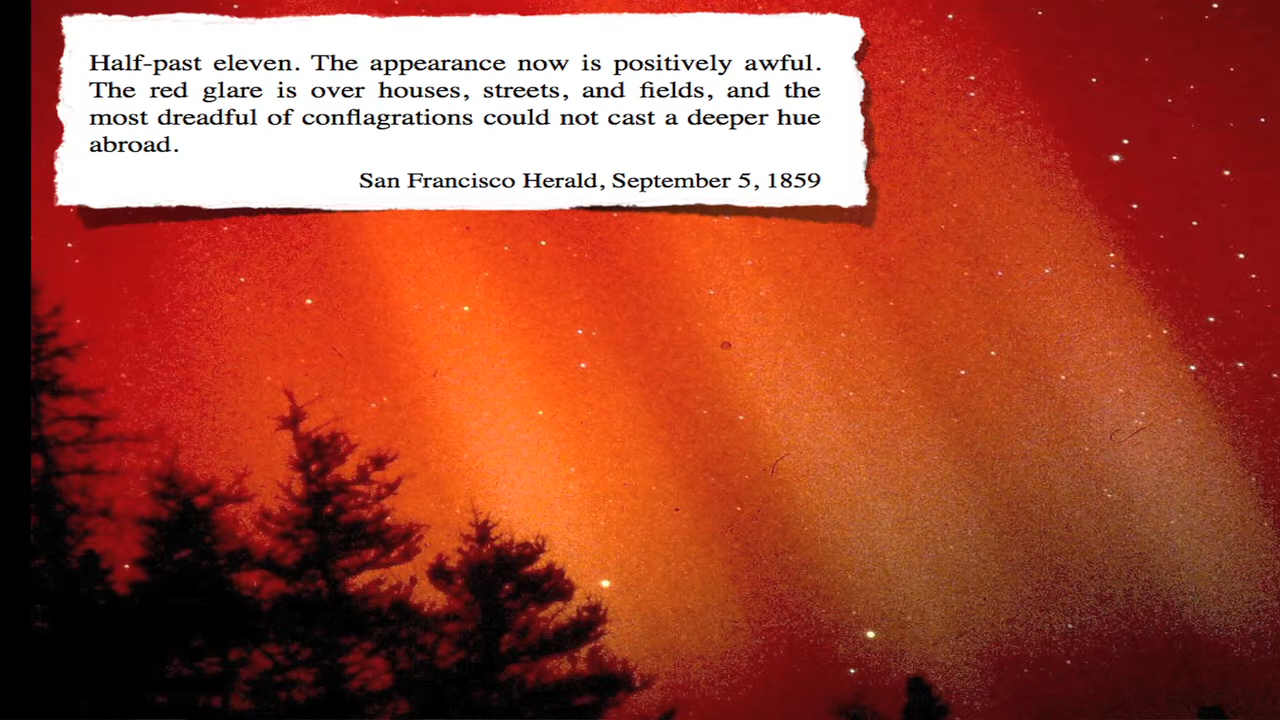 Half-past eleven. The appearance now is positively awful.
The red glare is over houses, streets, and fields, and the
most dreadful of conflagrations could not cast a deeper hue
abroad.
San Francisco Herald, September 5, 1859